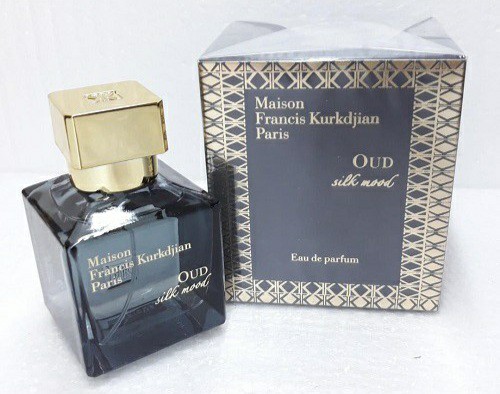 Maison
Francis Kurkdjian
Paris
OUD
silk mood
Eau de parfum
Maison
Francis Kurkdjian
Paris
OUD
silk mood